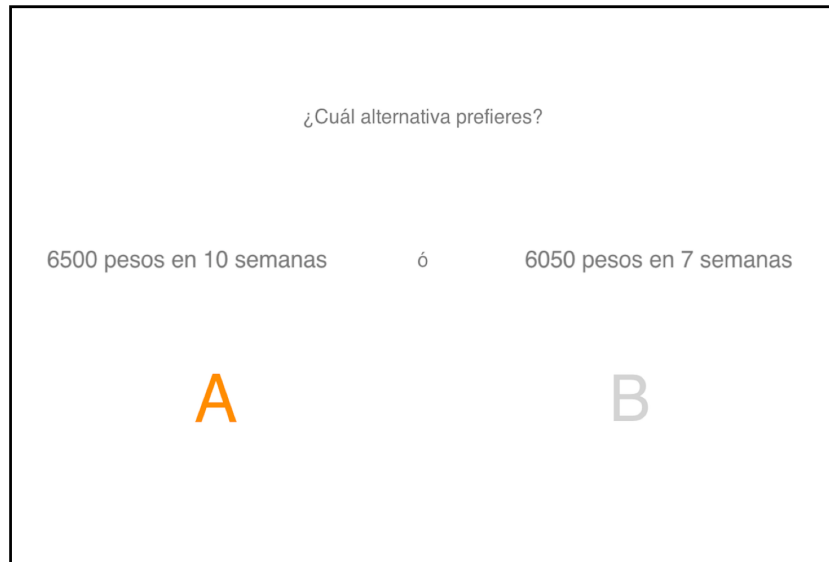 ¿Cuál alternativa prefieres?
6500 pesos en 10 semanas ó 6050 pesos en 7 semanas
A B